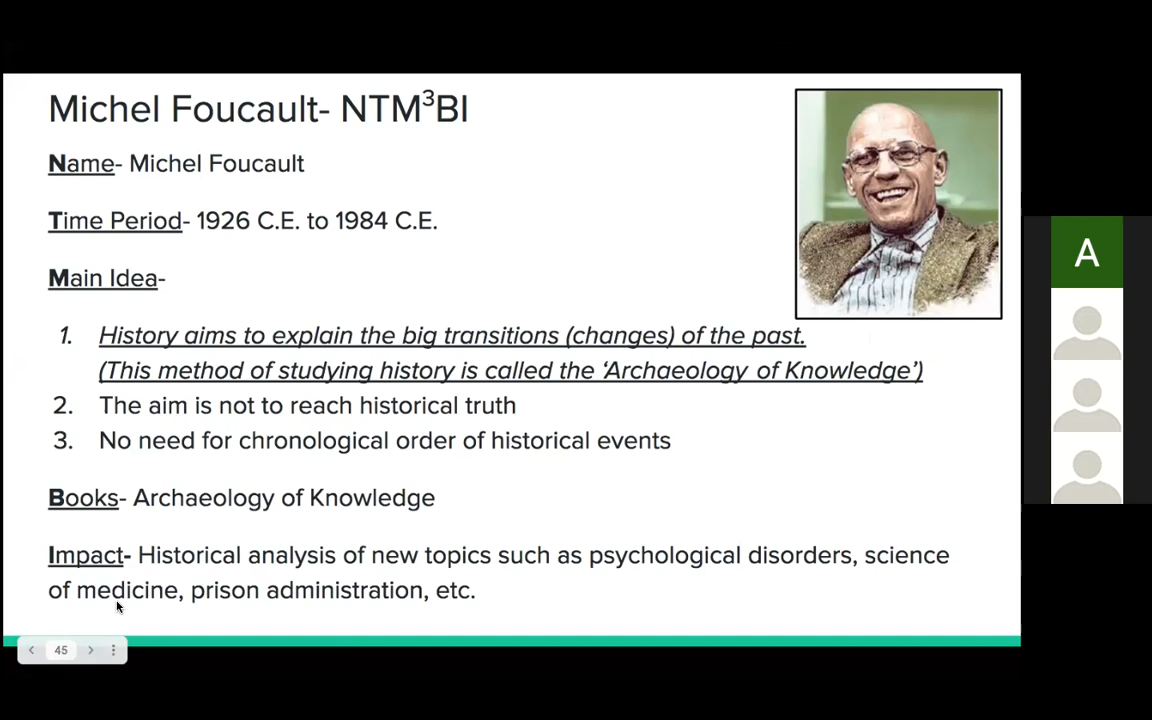 Michel Foucault- NTM³BI
Name- Michel Foucault
Time Period- 1926 C.E. to 1984 C.E.
Main Idea-
1. History aims to explain the big transitions (changes) of the past.
(This method of studying history is called the ‘Archaeology of Knowledge’)
2. The aim is not to reach historical truth
3. No need for chronological order of historical events
Books- Archaeology of Knowledge
Impact- Historical analysis of new topics such as psychological disorders, science
of medicine, prison administration, etc.
45
A